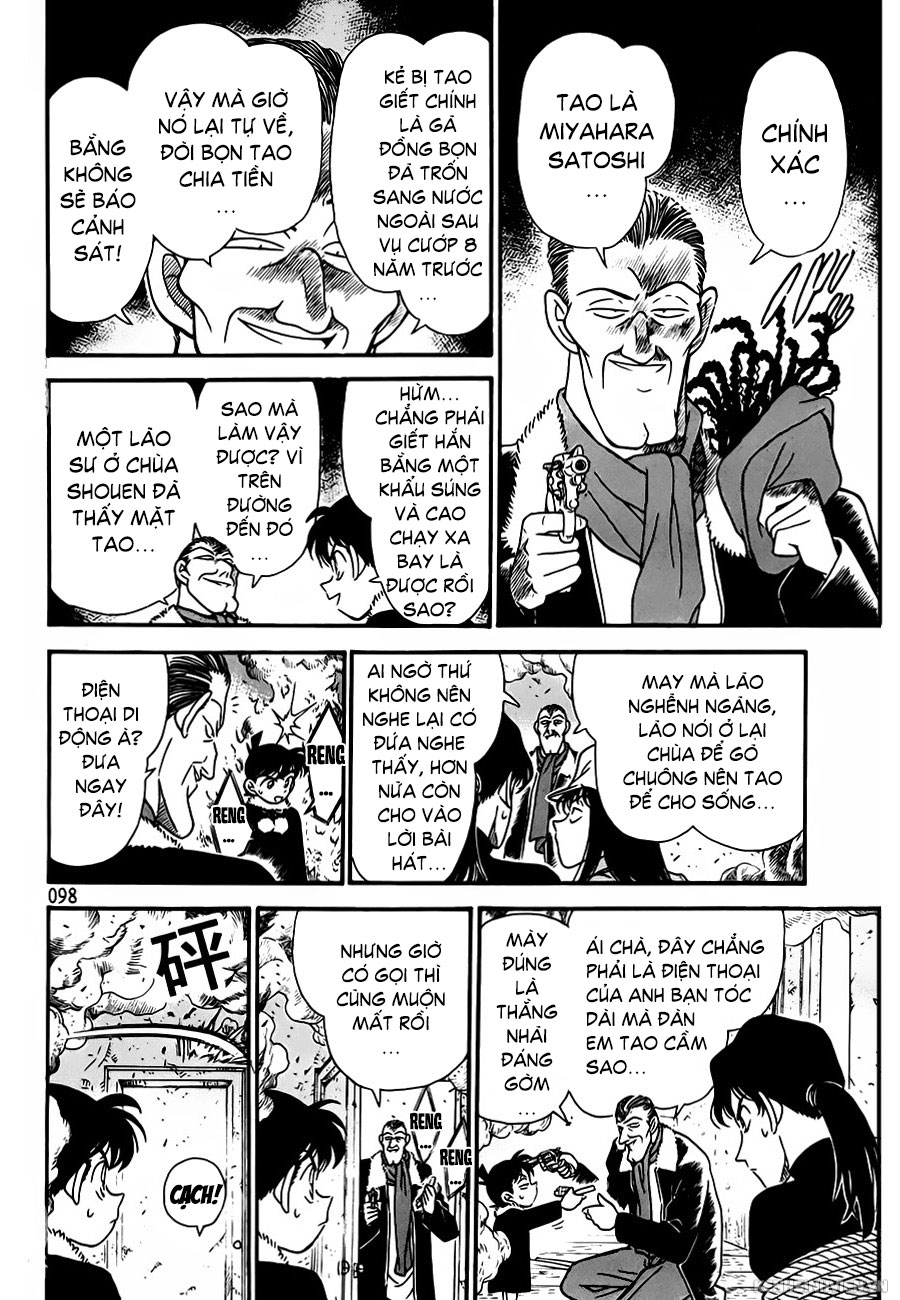 CHÍNH
XÁC
...
TAO LÀ
MIYAHARA
SATOSHI
...
KẺ BỊ TAO
GIẾT CHÍNH
LÀ GÃ
ĐỒNG BỌN
ĐÃ TRỐN
SANG NƯỚC
NGOÀI SAU
VỤ CƯỚP 8
NĂM TRƯỚC
...
VẬY MÀ GIỜ
NÓ LẠI TỰ VỀ,
ĐÒI BỌN TAO
CHIA TIỀN
...
BẰNG
KHÔNG
SẼ BÁO
CẢNH
SÁT!
HỪM...
CHẲNG PHẢI
GIẾT HẮN
BẰNG MỘT
KHẨU SÚNG
VÀ CAO
CHẠY XA
BAY LÀ
ĐƯỢC RỒI
SAO?
SAO MÀ
LÀM VẬY
ĐƯỢC? VÌ
TRÊN
ĐƯỜNG
ĐẾN ĐÓ
...
MỘT LÃO
SƯ Ở CHÙA
SHOUEN ĐÃ
THẤY MẶT
TAO...
MAY MÀ LÃO
NGHỄNH NGÃNG,
LÃO NÓI Ở LẠI
CHÙA ĐỂ GÕ
CHUÔNG NÊN TAO
ĐỂ CHO SỐNG...
AI NGỜ THỨ
KHÔNG NÊN
NGHE LẠI CÓ
ĐỨA NGHE
THẤY, HƠN
NỮA CÒN
CHO VÀO
LỜI BÀI
HÁT...
RENG
...
RENG
...
ĐIỆN
THOẠI DI
ĐỘNG À?
ĐƯA
NGAY
ĐÂY!
098
ÁI CHÀ, ĐÂY CHẲNG
PHẢI LÀ ĐIỆN THOẠI
CỦA ANH BẠN TÓC
DÀI MÀ ĐÀN
EM TAO CẦM
SAO...
MÀY
ĐÚNG
LÀ
THẰNG
NHÃI
ĐÁNG
GỜM
...
NHƯNG GIỜ
CÓ GỌI THÌ
CŨNG MUỘN
MẤT RỒI
...
RENG
...
RENG
...
砰
CẠCH!